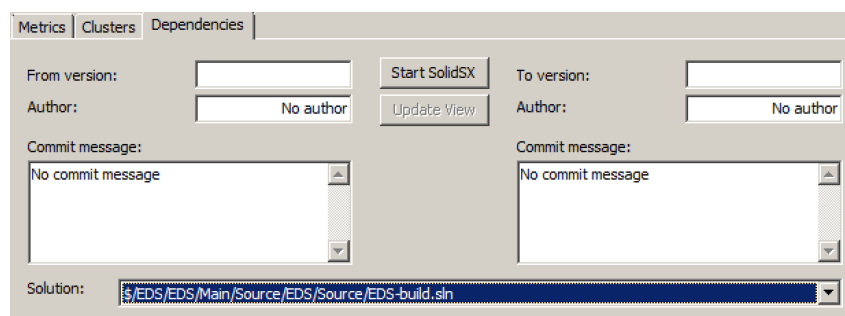 Metrics Clusters Dependencies
From version: Start SolidSX To version:
Author: No author Update View Author: No author
Commit message: Commit message:
No commit message No commit message
Solution: $/EDS/EDS/Main/Source/EDS/Source/EDS-build.sln